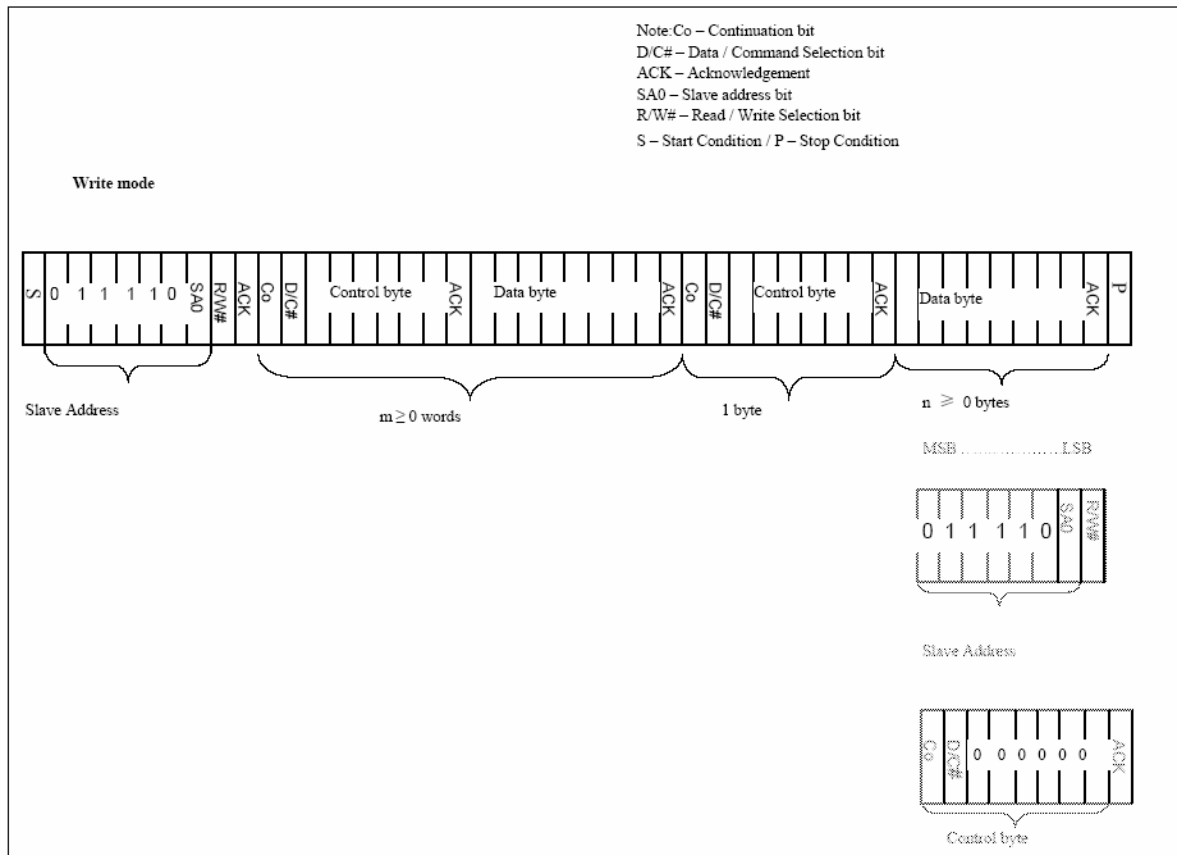 Note:Co – Continuation bit
D/C# – Data / Command Selection bit
ACK – Acknowledgement
SA0 – Slave address bit
R/W# – Read / Write Selection bit
S – Start Condition / P – Stop Condition
Write mode
S 0 1 1 1 1 0 SA0 R/W# ACK Co D/C# Control byte ACK Data byte ACK Co D/C# Control byte ACK Data byte ACK P
Slave Address
m ≥ 0 words
1 byte
n ≥ 0 bytes
MSB ......................LSB
0 1 1 1 1 0 SA0 R/W#
Slave Address
Co D/C# 0 0 0 0 0 0 ACK
Control byte